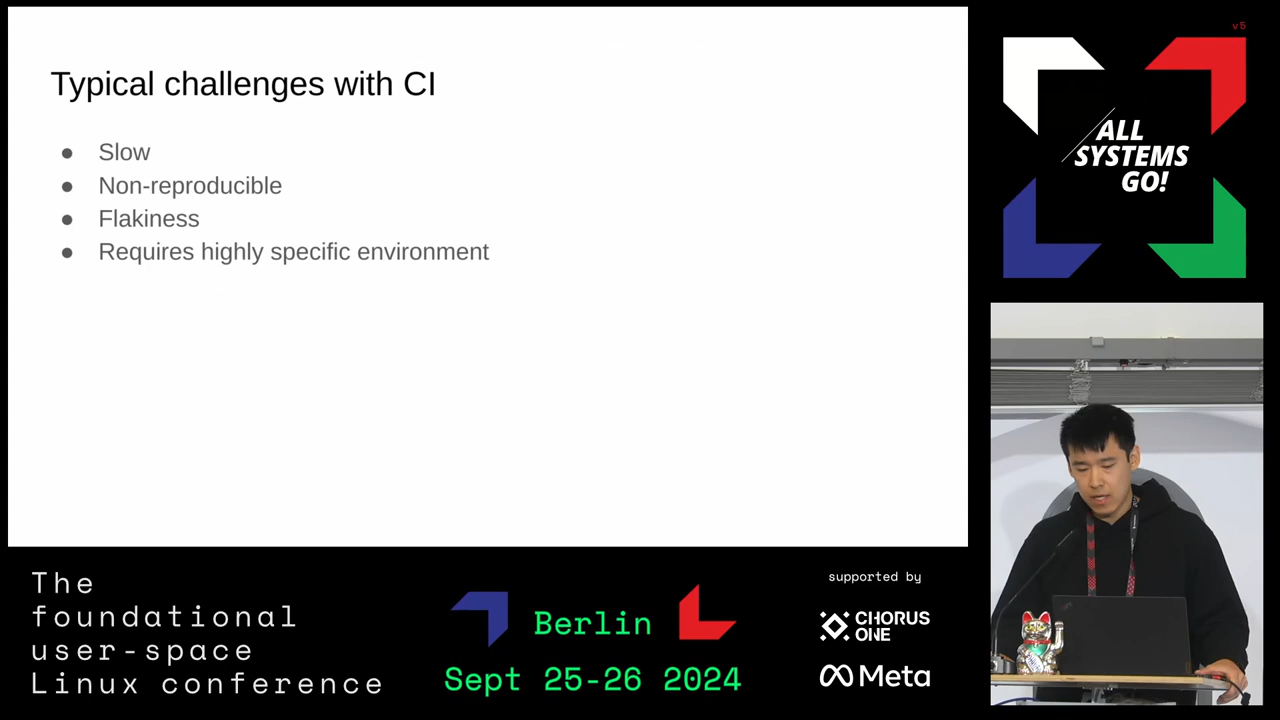 Typical challenges with CI
● Slow
● Non-reproducible
● Flakiness
● Requires highly specific environment
v5
ALL
SYSTEMS
GO!
The
foundational
user-space
Linux conference
Berlin
Sept 25-26 2024
supported by
CHORUS
ONE
Meta